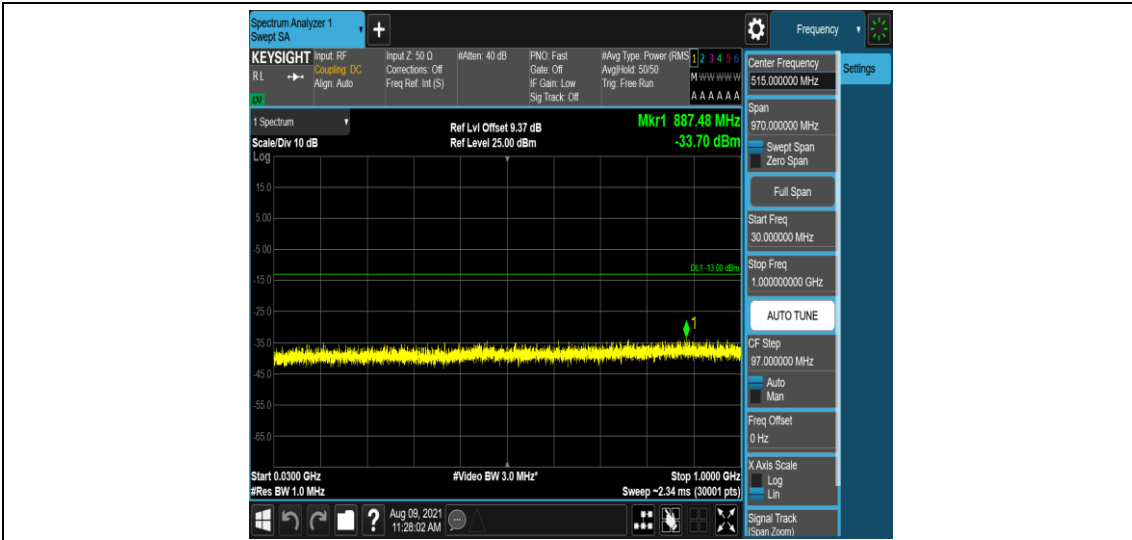 Spectrum Analyzer 1
Swept SA
+
Frequency
KEYSIGHT
RL
LXI
Input: RF
Coupling: DC
Align: Auto
Input Z: 50 Ω
Corrections: Off
Freq Ref: Int (S)
#Atten: 40 dB
PNO: Fast
Gate: Off
IF Gain: Low
Sig Track: Off
#Avg Type: Power (RMS
Avg|Hold: 50/50
Trig: Free Run
1 2 3 4 5 6
M W W W W W
A A A A A A
1 Spectrum
Scale/Div 10 dB
Log
Ref Lvl Offset 9.37 dB
Ref Level 25.00 dBm
Mkr1 887.48 MHz
-33.70 dBm
15.0
5.00
-5.00
-15.0
-25.0
-35.0
-45.0
-55.0
-65.0
DL1 -13.00 dBm
1
Start 0.0300 GHz
#Res BW 1.0 MHz
#Video BW 3.0 MHz*
Stop 1.0000 GHz
Sweep ~2.34 ms (30001 pts)
Center Frequency
515.000000 MHz
Settings
Span
970.000000 MHz
Swept Span
Zero Span
Full Span
Start Freq
30.000000 MHz
Stop Freq
1.000000000 GHz
AUTO TUNE
CF Step
97.000000 MHz
Auto
Man
Freq Offset
0 Hz
X Axis Scale
Log
Lin
Signal Track
(Span Zoom)
?
Aug 09, 2021
11:28:02 AM